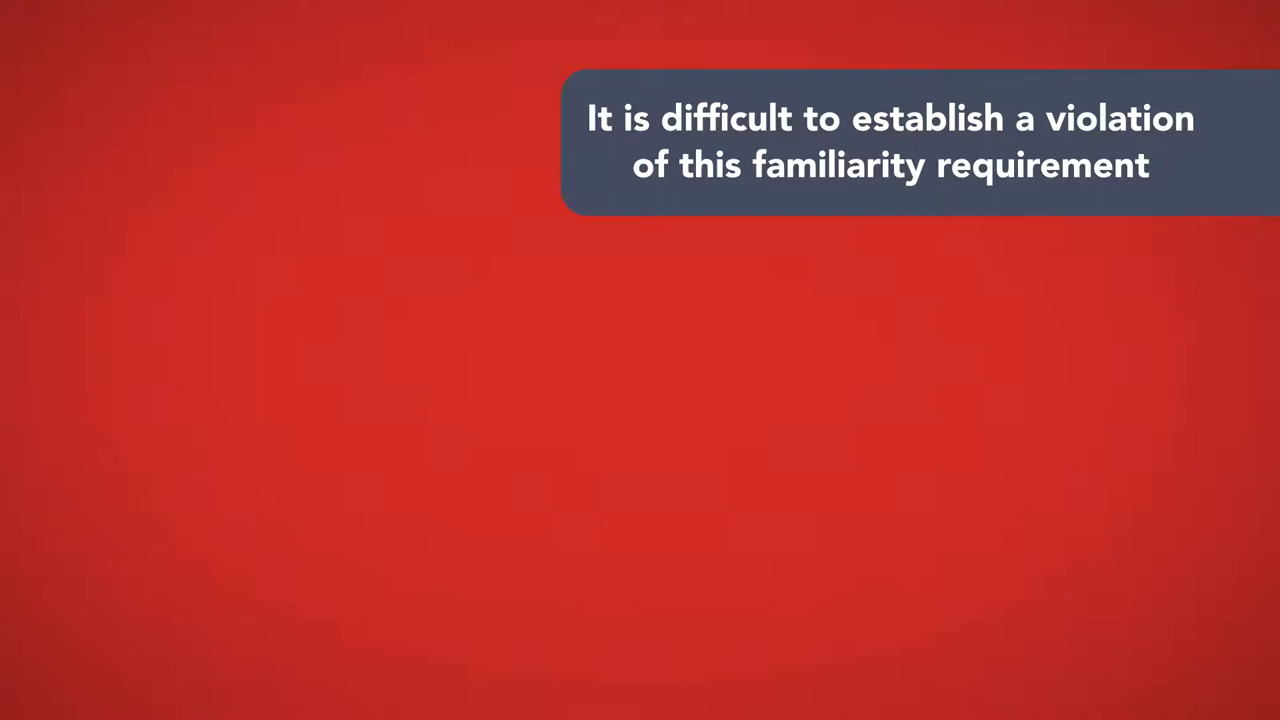 It is difficult to establish a violation
of this familiarity requirement